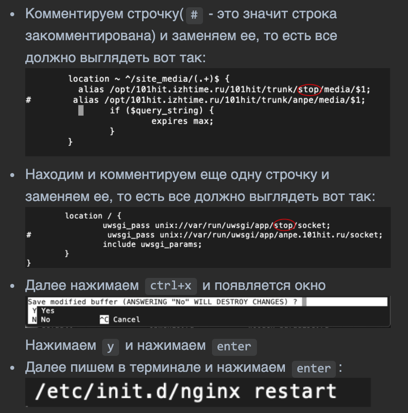 Комментируем строчку( # - это значит строка
закомментирована) и заменяем ее, то есть все
должно выглядеть вот так:
location ~ ^/site_media/(.+)$ {
alias /opt/101hit.izhtime.ru/101hit/trunk/stop/media/$1;
# alias /opt/101hit.izhtime.ru/101hit/trunk/anpe/media/$1;
if ($query_string) {
expires max;
}
}
Находим и комментируем еще одну строчку и
заменяем ее, то есть все должно выглядеть вот так:
location / {
uwsgi_pass unix://var/run/uwsgi/app/stop/socket;
# uwsgi_pass unix://var/run/uwsgi/app/anpe.101hit.ru/socket;
include uwsgi_params;
}
}
Далее нажимаем ctrl+x и появляется окно
Save modified buffer (ANSWERING "No" WILL DESTROY CHANGES) ?
Y Yes
N No ^C Cancel
Нажимаем y и нажимаем enter
Далее пишем в терминале и нажимаем enter :
/etc/init.d/nginx restart